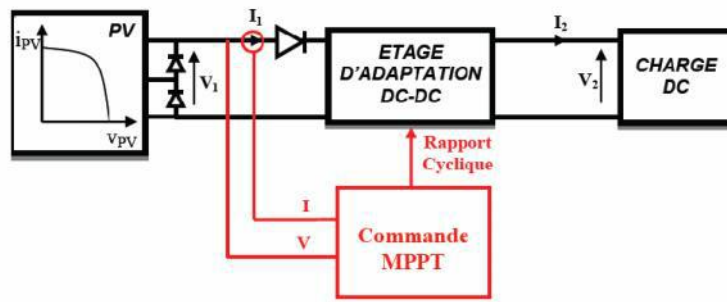 PV
iPV
vPV
V1
I1
ETAGE
D'ADAPTATION
DC-DC
I2
V2
CHARGE
DC
Rapport
Cyclique
I
V
Commande
MPPT